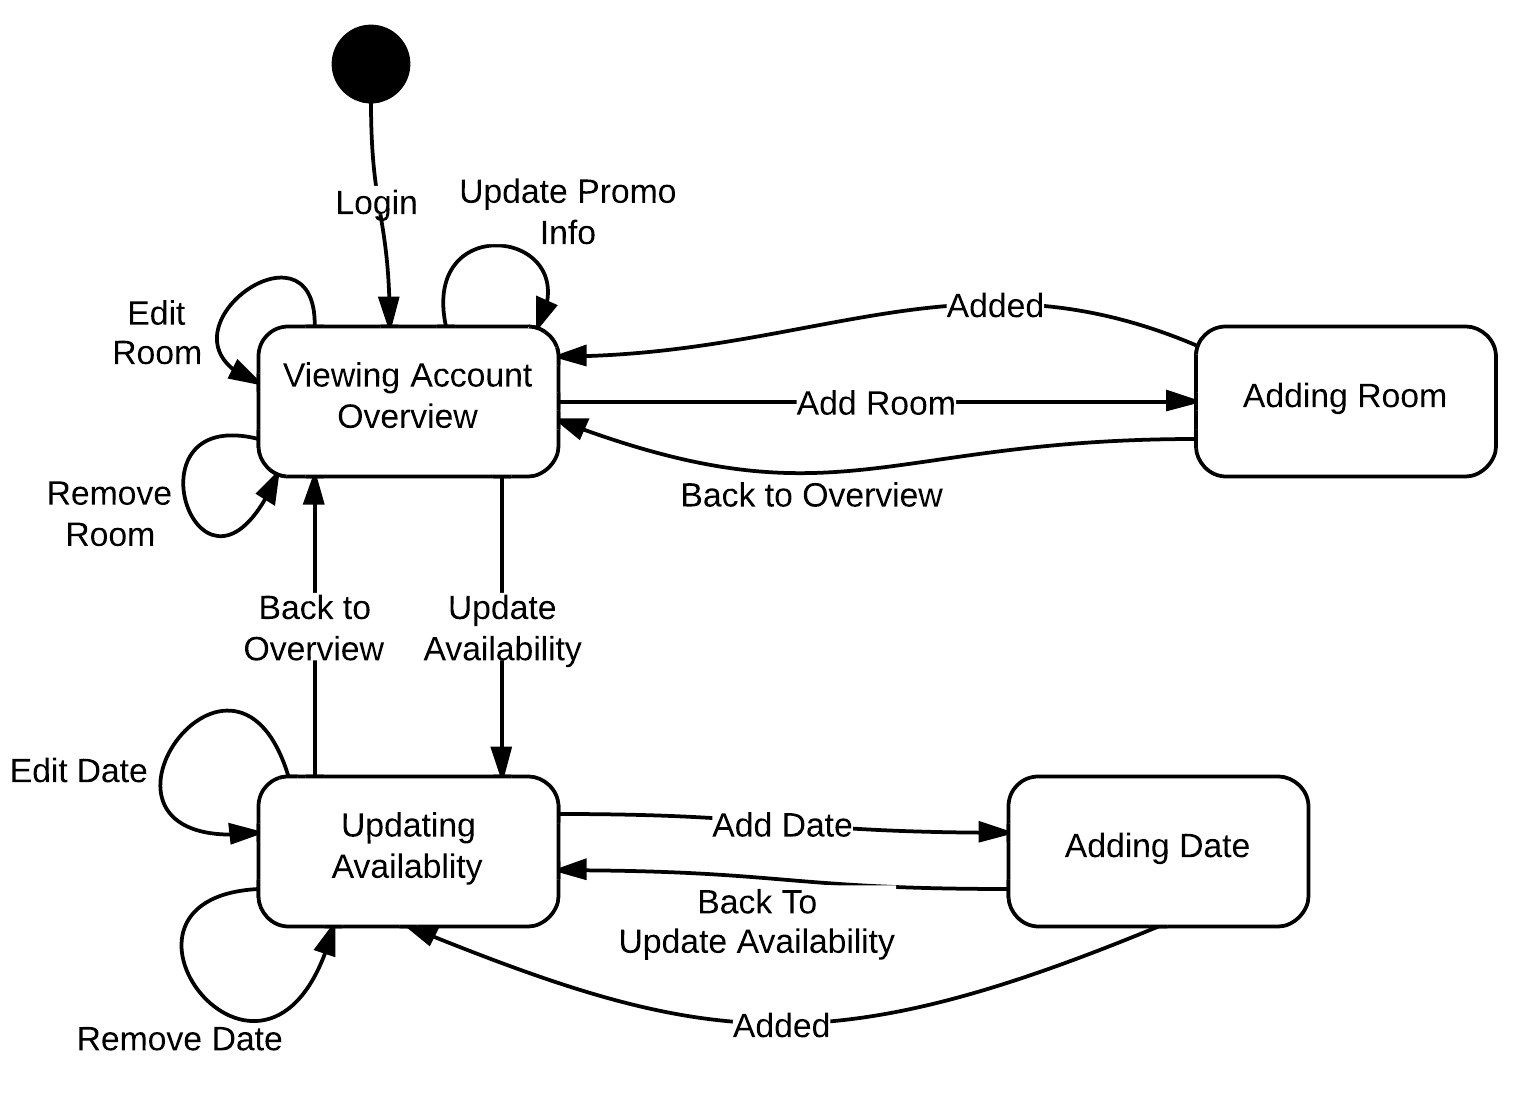 Login
Update Promo
Info
Edit
Room
Viewing Account
Overview
Added
Add Room
Adding Room
Back to Overview
Remove
Room
Back to
Overview
Update
Availability
Edit Date
Updating
Availablity
Add Date
Adding Date
Back To
Update Availability
Added
Remove Date